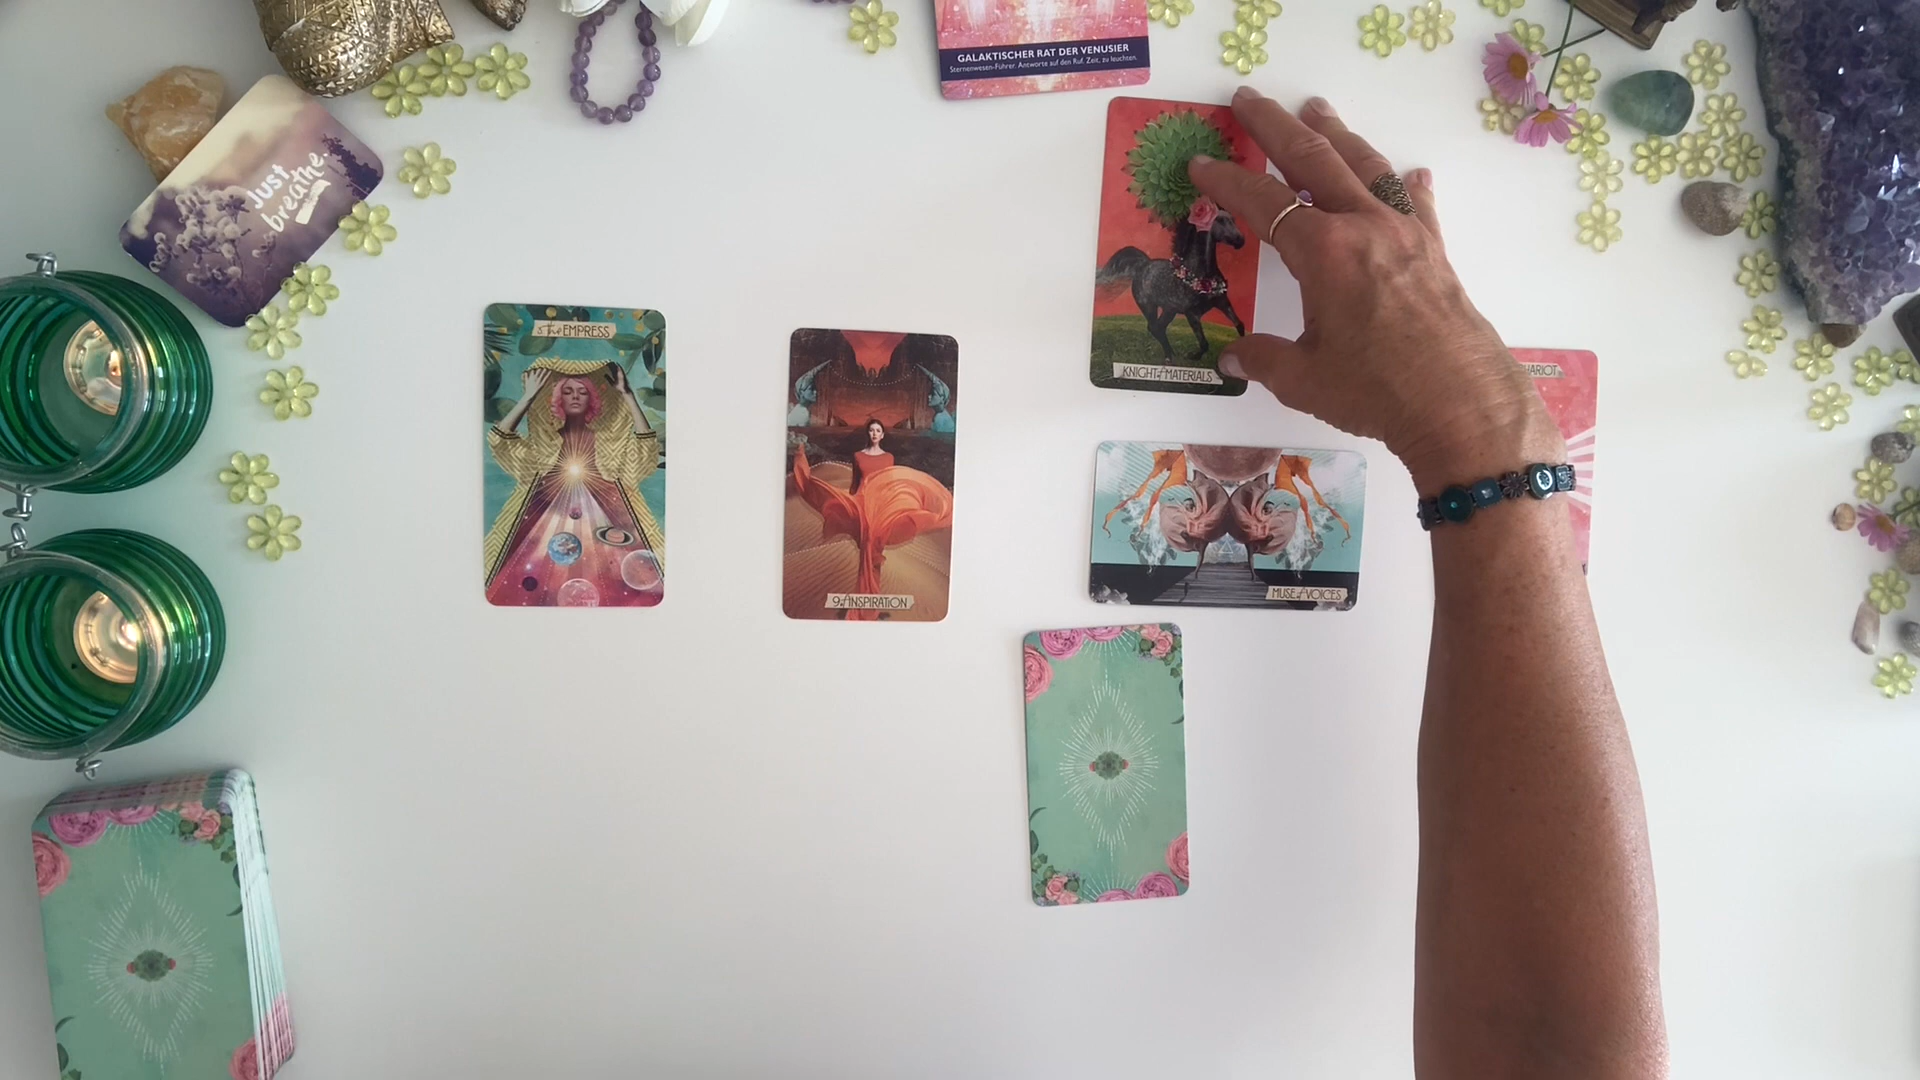 GALAKTISCHER RAT DER VENUSIER
Sternenwesen-Führer. Antworte auf den Ruf. Zeit, zu leuchten.
Just
breathe.
3 the EMPRESS
KNIGHT of MATERIALS
HARIOT
MUSE of VOICES
9 of INSPIRATION